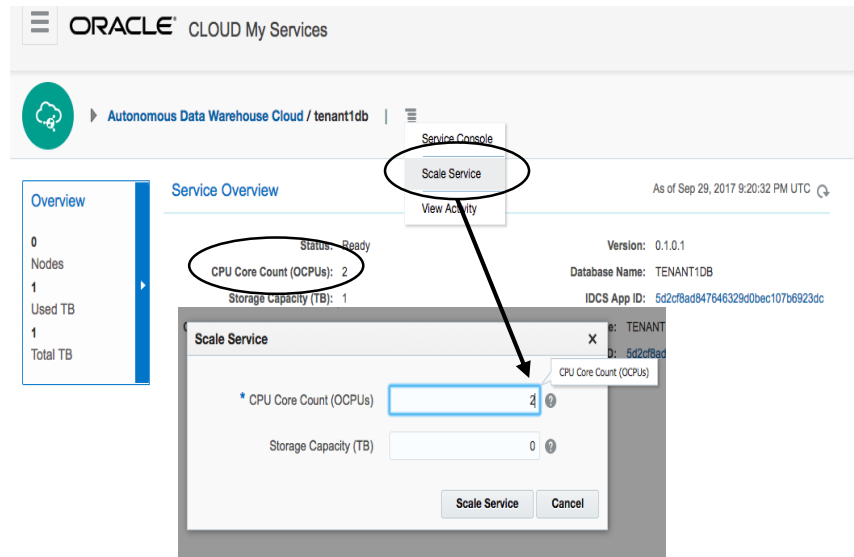 ORACLE® CLOUD My Services
Autonomous Data Warehouse Cloud / tenant1db |
Service Console
Scale Service
View Activity
Overview
0
Nodes
1
Used TB
1
Total TB
Service Overview
As of Sep 29, 2017 9:20:32 PM UTC
Status: Ready
CPU Core Count (OCPUs): 2
Storage Capacity (TB): 1
Version: 0.1.0.1
Database Name: TENANT1DB
IDCS App ID: 5d2cf8ad847646329d0bec107b6923dc
e: TENANT
D: 5d2cf8ad
Scale Service x
CPU Core Count (OCPUs)
* CPU Core Count (OCPUs) 2 ?
Storage Capacity (TB) 0 ?
Scale Service Cancel